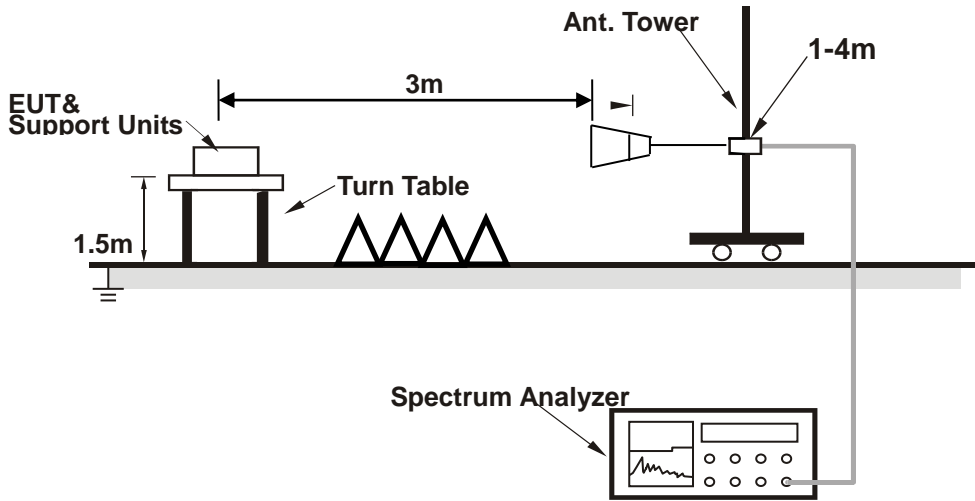 Ant. Tower
1-4m
3m
EUT&
Support Units
Turn Table
1.5m
Spectrum Analyzer